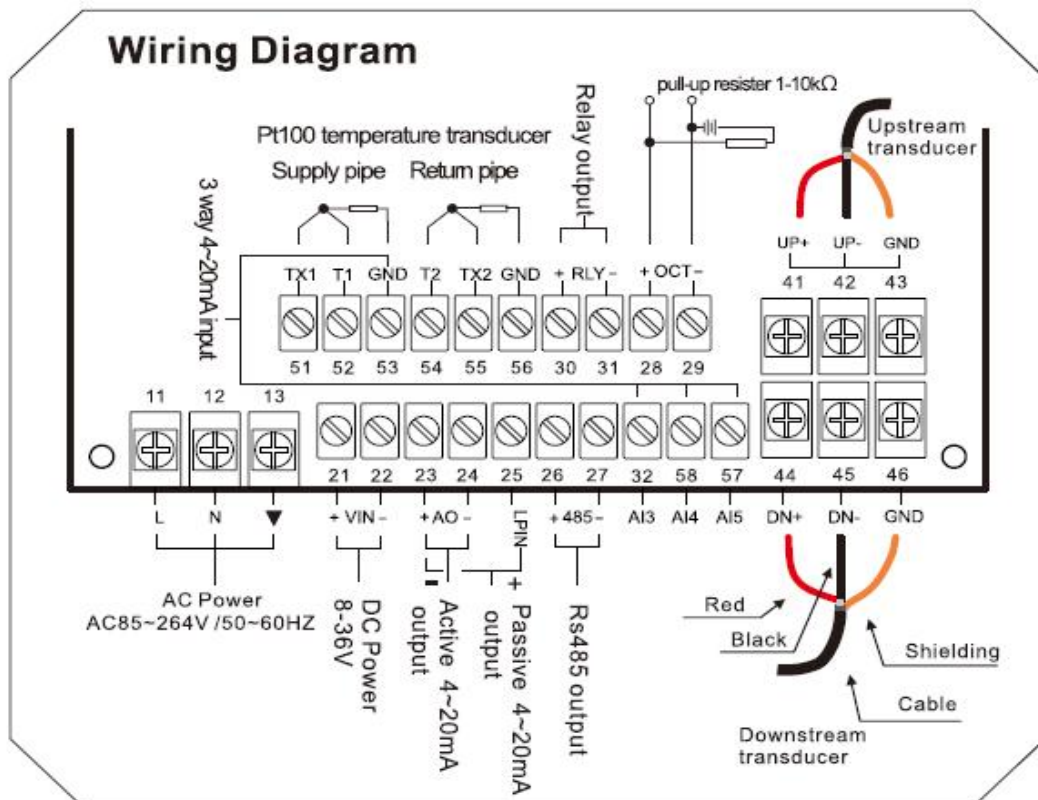 Wiring Diagram
pull-up resister 1-10kΩ
Relay output
Pt100 temperature transducer
Supply pipe Return pipe
3 way 4~20mA input
Upstream
transducer
UP+ UP- GND
TX1 T1 GND T2 TX2 GND + RLY - + OCT -
41 42 43
51 52 53 54 55 56 30 31 28 29
11 12 13
21 22 23 24 25 26 27 32 58 57 44 45 46
L N ▼ + VIN - + AO - LPIN + 485 - AI3 AI4 AI5 DN+ DN- GND
AC Power
AC85~264V /50~60HZ
DC Power
8-36V
- Active 4~20mA
output
+ Passive 4~20mA
output
Rs485 output
Red
Black
Shielding
Cable
Downstream
transducer